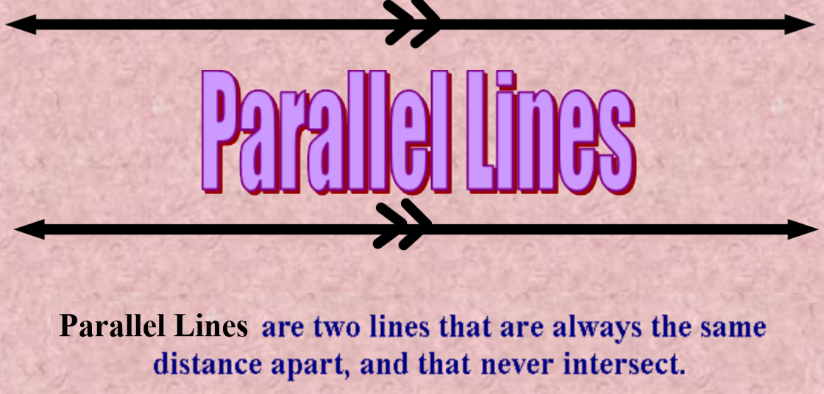 Parallel Lines
Parallel Lines are two lines that are always the same
distance apart, and that never intersect.